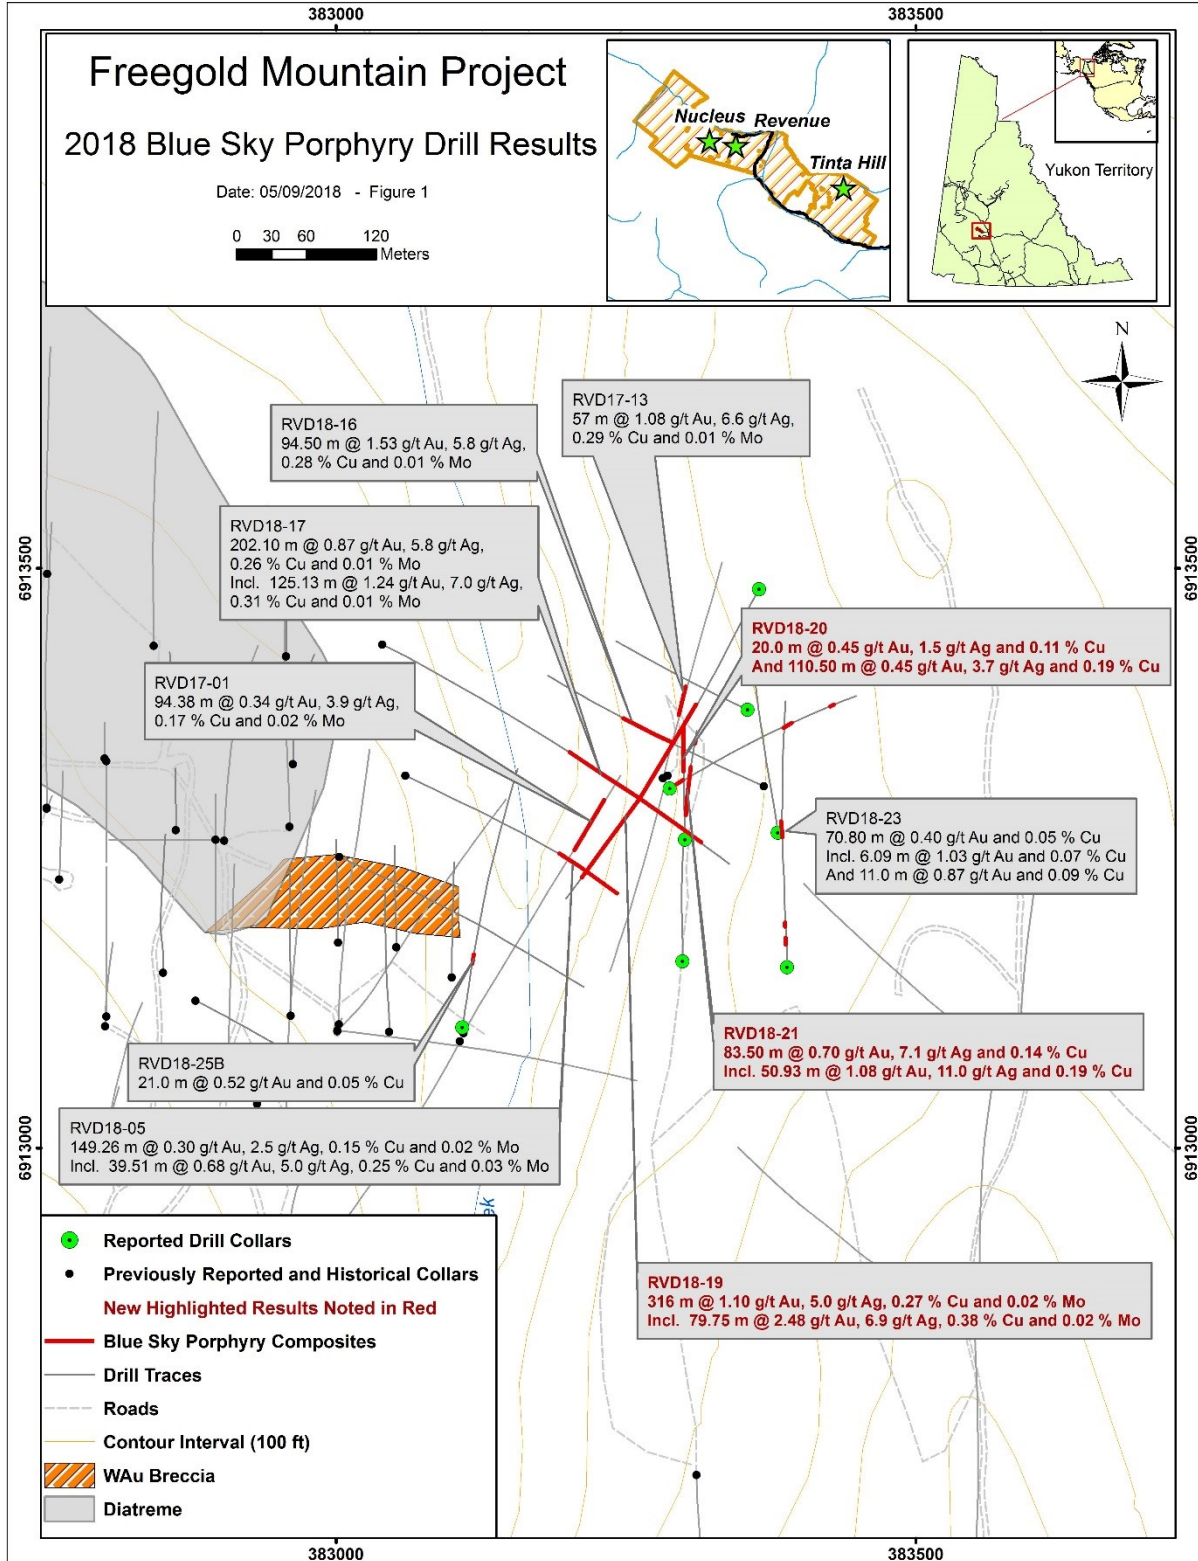 383000
383500
Freegold Mountain Project
2018 Blue Sky Porphyry Drill Results
Date: 05/09/2018 - Figure 1
0 30 60 120
Meters
Nucleus
Revenue
Tinta Hill
Yukon Territory
N
RVD17-13
57 m @ 1.08 g/t Au, 6.6 g/t Ag,
0.29 % Cu and 0.01 % Mo
RVD18-16
94.50 m @ 1.53 g/t Au, 5.8 g/t Ag,
0.28 % Cu and 0.01 % Mo
RVD18-17
202.10 m @ 0.87 g/t Au, 5.8 g/t Ag,
0.26 % Cu and 0.01 % Mo
Incl. 125.13 m @ 1.24 g/t Au, 7.0 g/t Ag,
0.31 % Cu and 0.01 % Mo
6913500
6913500
RVD18-20
20.0 m @ 0.45 g/t Au, 1.5 g/t Ag and 0.11 % Cu
And 110.50 m @ 0.45 g/t Au, 3.7 g/t Ag and 0.19 % Cu
RVD17-01
94.38 m @ 0.34 g/t Au, 3.9 g/t Ag,
0.17 % Cu and 0.02 % Mo
RVD18-23
70.80 m @ 0.40 g/t Au and 0.05 % Cu
Incl. 6.09 m @ 1.03 g/t Au and 0.07 % Cu
And 11.0 m @ 0.87 g/t Au and 0.09 % Cu
RVD18-21
83.50 m @ 0.70 g/t Au, 7.1 g/t Ag and 0.14 % Cu
Incl. 50.93 m @ 1.08 g/t Au, 11.0 g/t Ag and 0.19 % Cu
RVD18-25B
21.0 m @ 0.52 g/t Au and 0.05 % Cu
RVD18-05
149.26 m @ 0.30 g/t Au, 2.5 g/t Ag, 0.15 % Cu and 0.02 % Mo
Incl. 39.51 m @ 0.68 g/t Au, 5.0 g/t Ag, 0.25 % Cu and 0.03 % Mo
6913000
6913000
ek
RVD18-19
316 m @ 1.10 g/t Au, 5.0 g/t Ag, 0.27 % Cu and 0.02 % Mo
Incl. 79.75 m @ 2.48 g/t Au, 6.9 g/t Ag, 0.38 % Cu and 0.02 % Mo
Reported Drill Collars
Previously Reported and Historical Collars
New Highlighted Results Noted in Red
Blue Sky Porphyry Composites
Drill Traces
Roads
Contour Interval (100 ft)
WAu Breccia
Diatreme
383000
383500